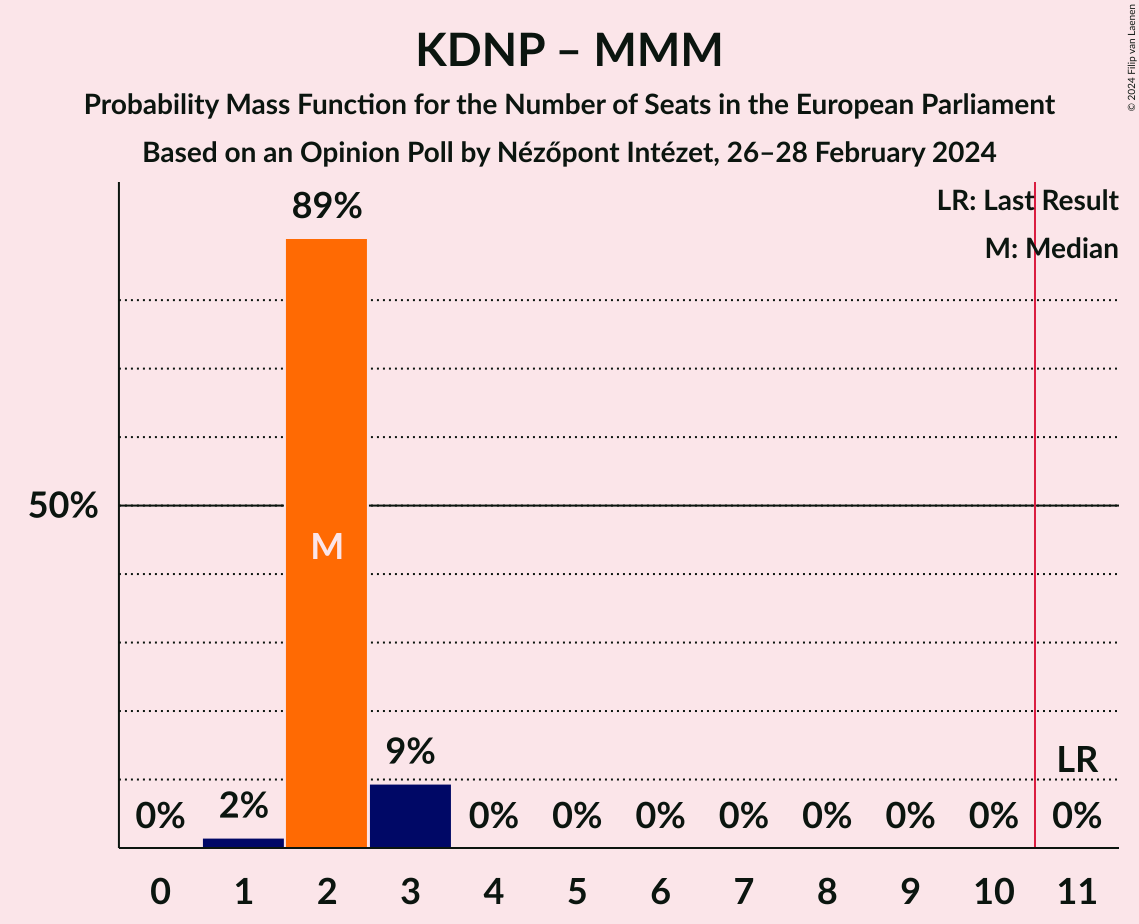 KDNP – MMM
Probability Mass Function for the Number of Seats in the European Parliament
Based on an Opinion Poll by Nézőpont Intézet, 26–28 February 2024
© 2024 Filip van Laenen
LR: Last Result
M: Median
89%
50%
M
9%
LR
0% 2% 0% 0% 0% 0% 0% 0% 0% 0%
0 1 2 3 4 5 6 7 8 9 10 11